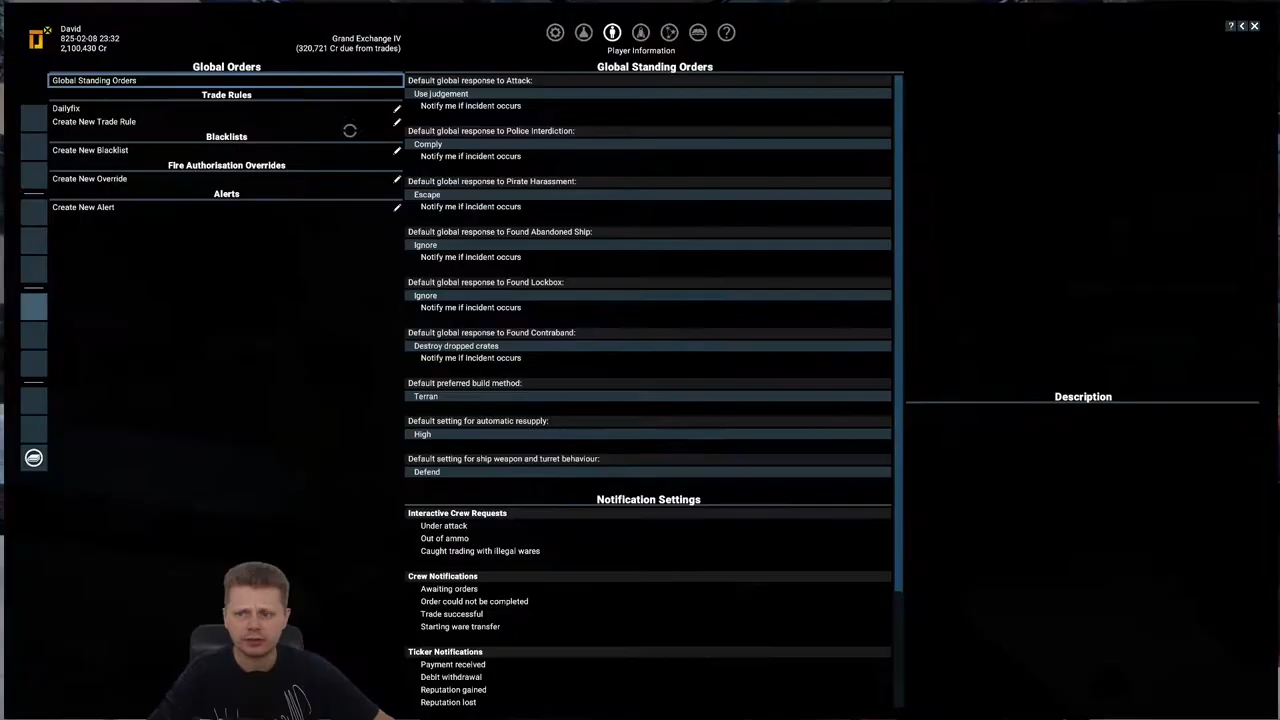 David
825-02-08 23:32
2,100,430 Cr
Grand Exchange IV
(320,721 Cr due from trades)
Player Information
Global Orders
Global Standing Orders
Trade Rules
Dailyfix
Create New Trade Rule
Blacklists
Create New Blacklist
Fire Authorisation Overrides
Create New Override
Alerts
Create New Alert
Global Standing Orders
Default global response to Attack:
Use judgement
Notify me if incident occurs
Default global response to Police Interdiction:
Comply
Notify me if incident occurs
Default global response to Pirate Harassment:
Escape
Notify me if incident occurs
Default global response to Found Abandoned Ship:
Ignore
Notify me if incident occurs
Default global response to Found Lockbox:
Ignore
Notify me if incident occurs
Default global response to Found Contraband:
Destroy dropped crates
Notify me if incident occurs
Default preferred build method:
Terran
Default setting for automatic resupply:
High
Default setting for ship weapon and turret behaviour:
Defend
Notification Settings
Interactive Crew Requests
Under attack
Out of ammo
Caught trading with illegal wares
Crew Notifications
Awaiting orders
Order could not be completed
Trade successful
Starting ware transfer
Ticker Notifications
Payment received
Debit withdrawal
Reputation gained
Reputation lost
Description